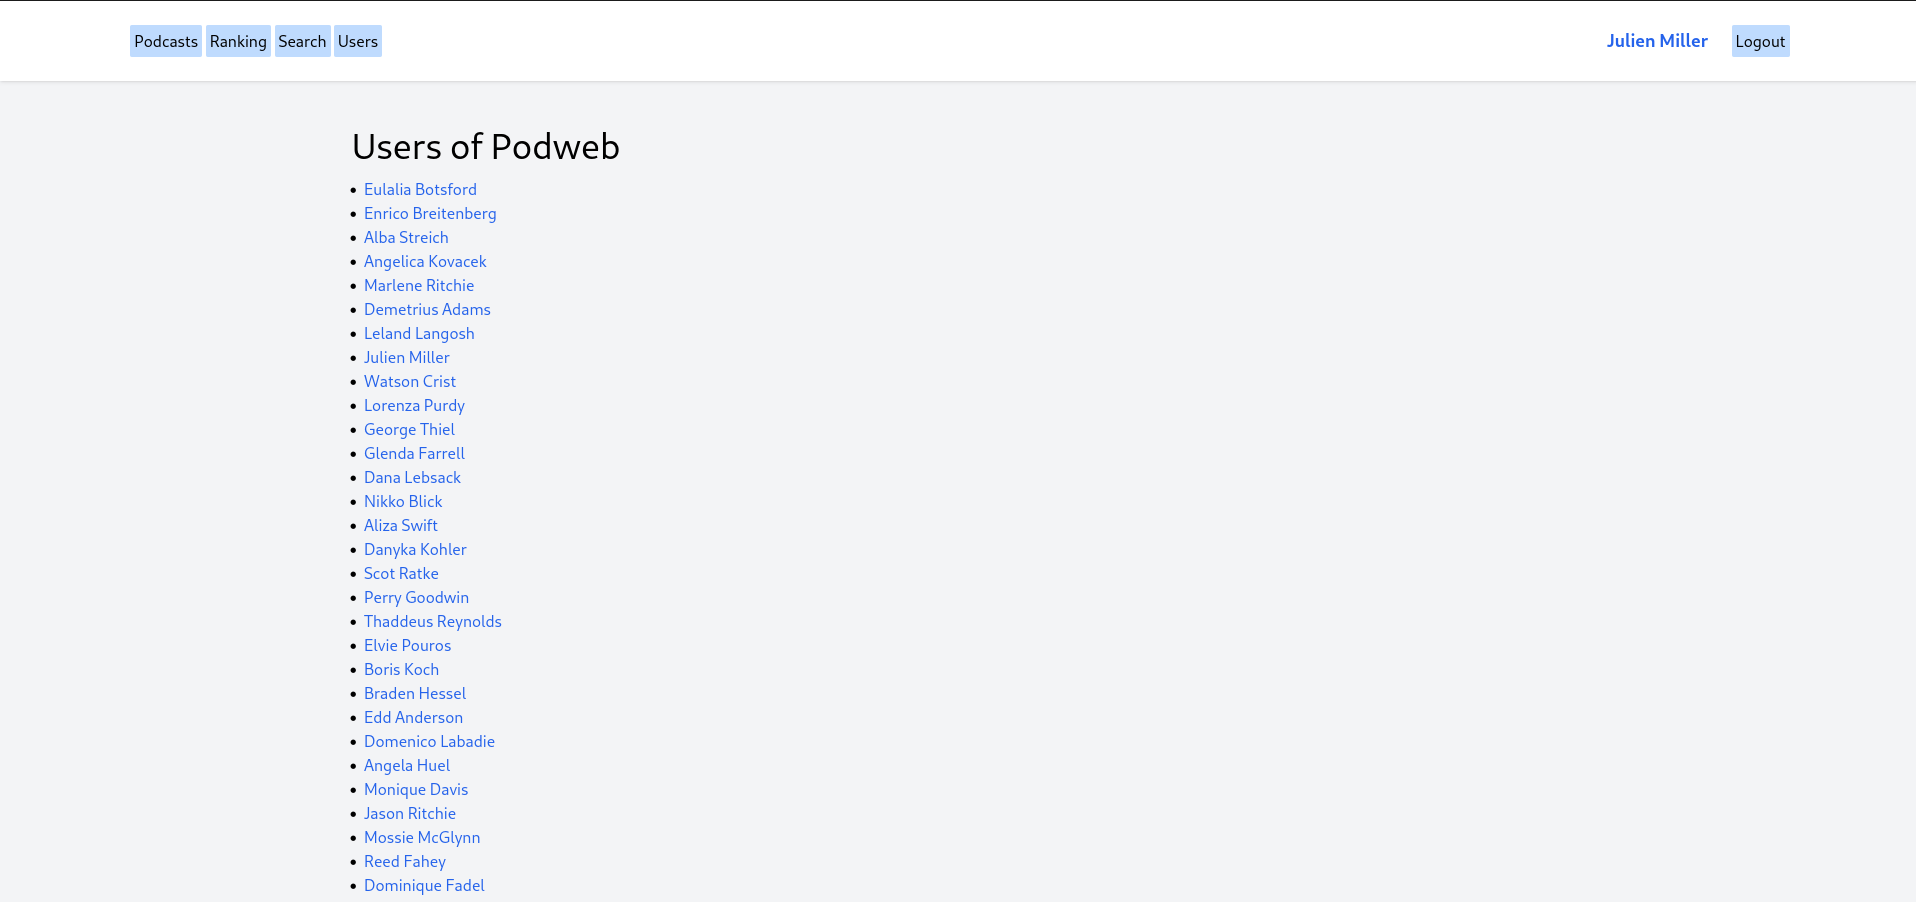 Podcasts Ranking Search Users Julien Miller Logout
Users of Podweb
• Eulalia Botsford
• Enrico Breitenberg
• Alba Streich
• Angelica Kovacek
• Marlene Ritchie
• Demetrius Adams
• Leland Langosh
• Julien Miller
• Watson Crist
• Lorenza Purdy
• George Thiel
• Glenda Farrell
• Dana Lebsack
• Nikko Blick
• Aliza Swift
• Danyka Kohler
• Scot Ratke
• Perry Goodwin
• Thaddeus Reynolds
• Elvie Pouros
• Boris Koch
• Braden Hessel
• Edd Anderson
• Domenico Labadie
• Angela Huel
• Monique Davis
• Jason Ritchie
• Mossie McGlynn
• Reed Fahey
• Dominique Fadel